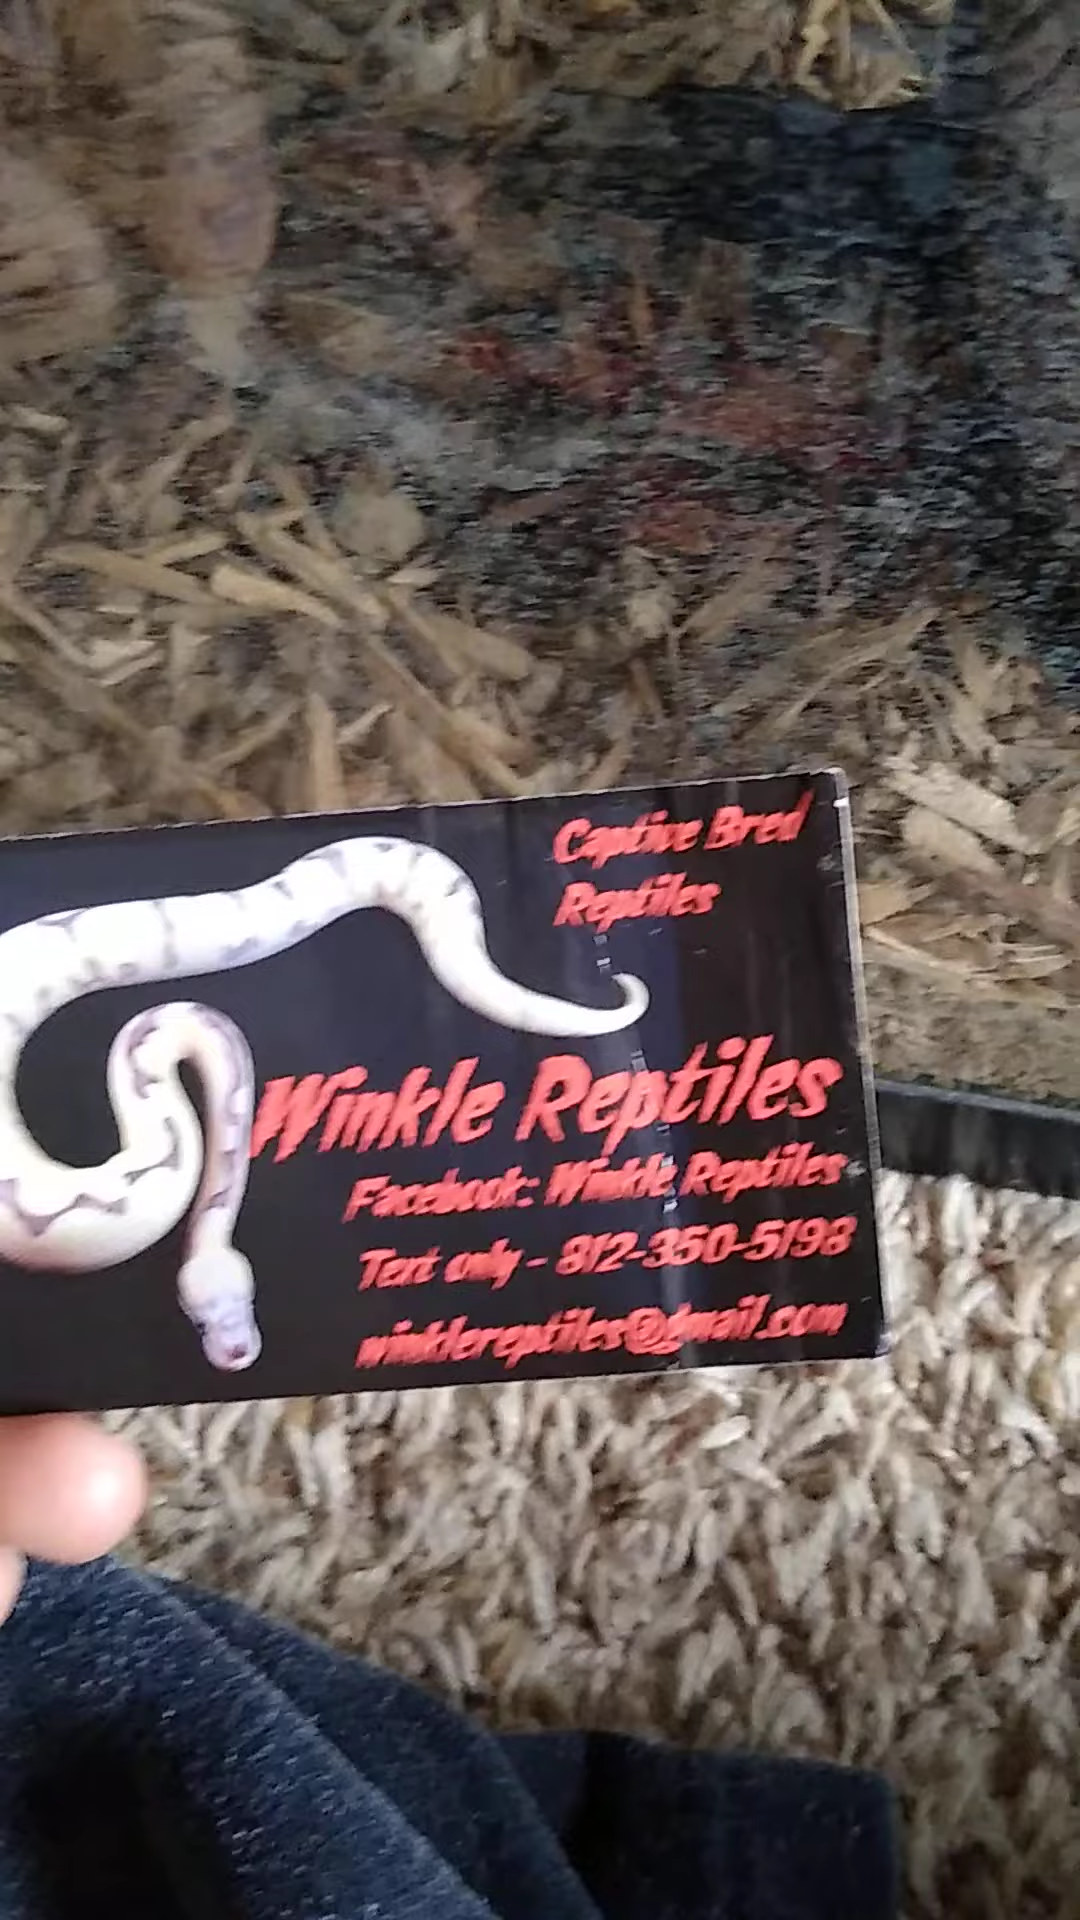 Captive Bred
Reptiles
Winkle Reptiles
Facebook: Winkle Reptiles
Text only - 812-350-5198
winklereptiles@gmail.com